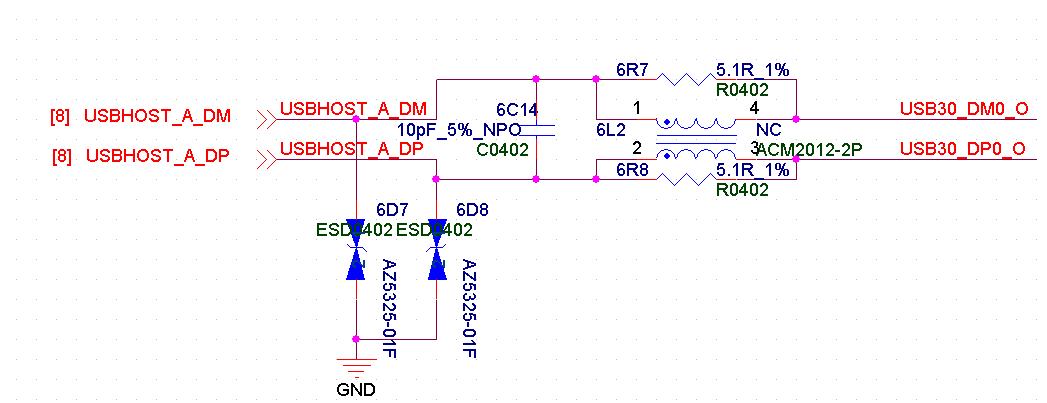 6R7
5.1R_1%
R0402
[8] USBHOST_A_DM
USBHOST_A_DM
6C14
1
4
USB30_DM0_O
10pF_5%_NPO
6L2
NC
C0402
[8] USBHOST_A_DP
USBHOST_A_DP
2
3
ACM2012-2P
USB30_DP0_O
6R8
5.1R_1%
R0402
6D7
6D8
ESD0402
ESD0402
AZ5325-01F
AZ5325-01F
GND